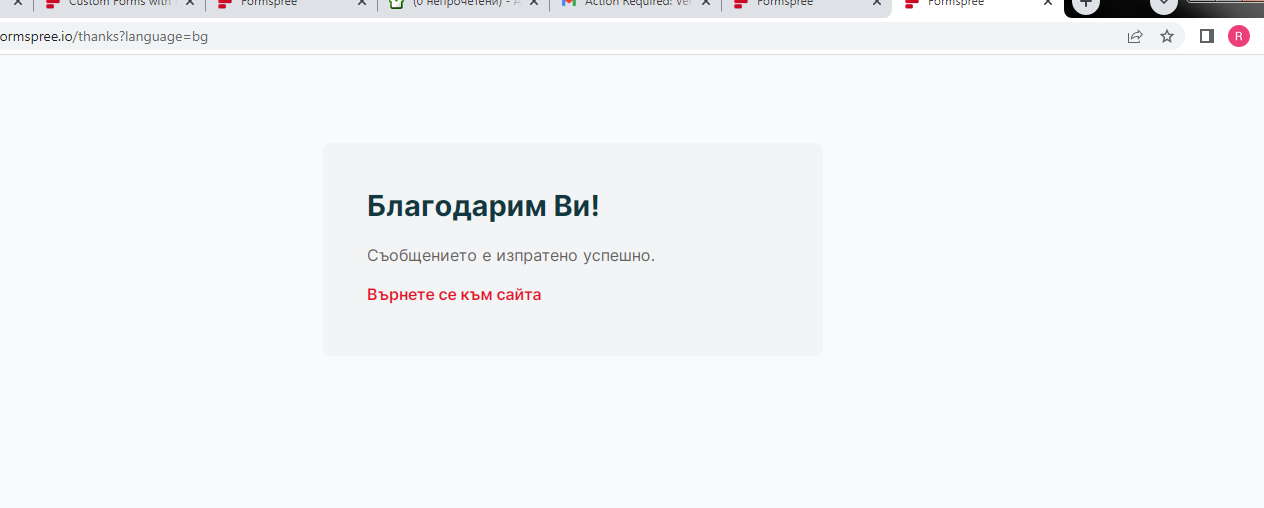 Custom Forms with
Formspree
(0 непрочетени) - А
Action Required: Ver
Formspree
Formspree
ormspree.io/thanks?language=bg
R
Благодарим Ви!
Съобщението е изпратено успешно.
Върнете се към сайта